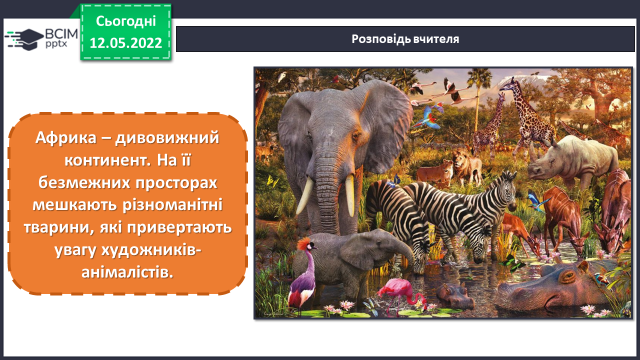 Сьогодні
12.05.2022
BCIM
pptx
Розповідь вчителя
Африка – дивовижний
континент. На її
безмежних просторах
мешкають різноманітні
тварини, які привертають
увагу художників-
анімалістів.